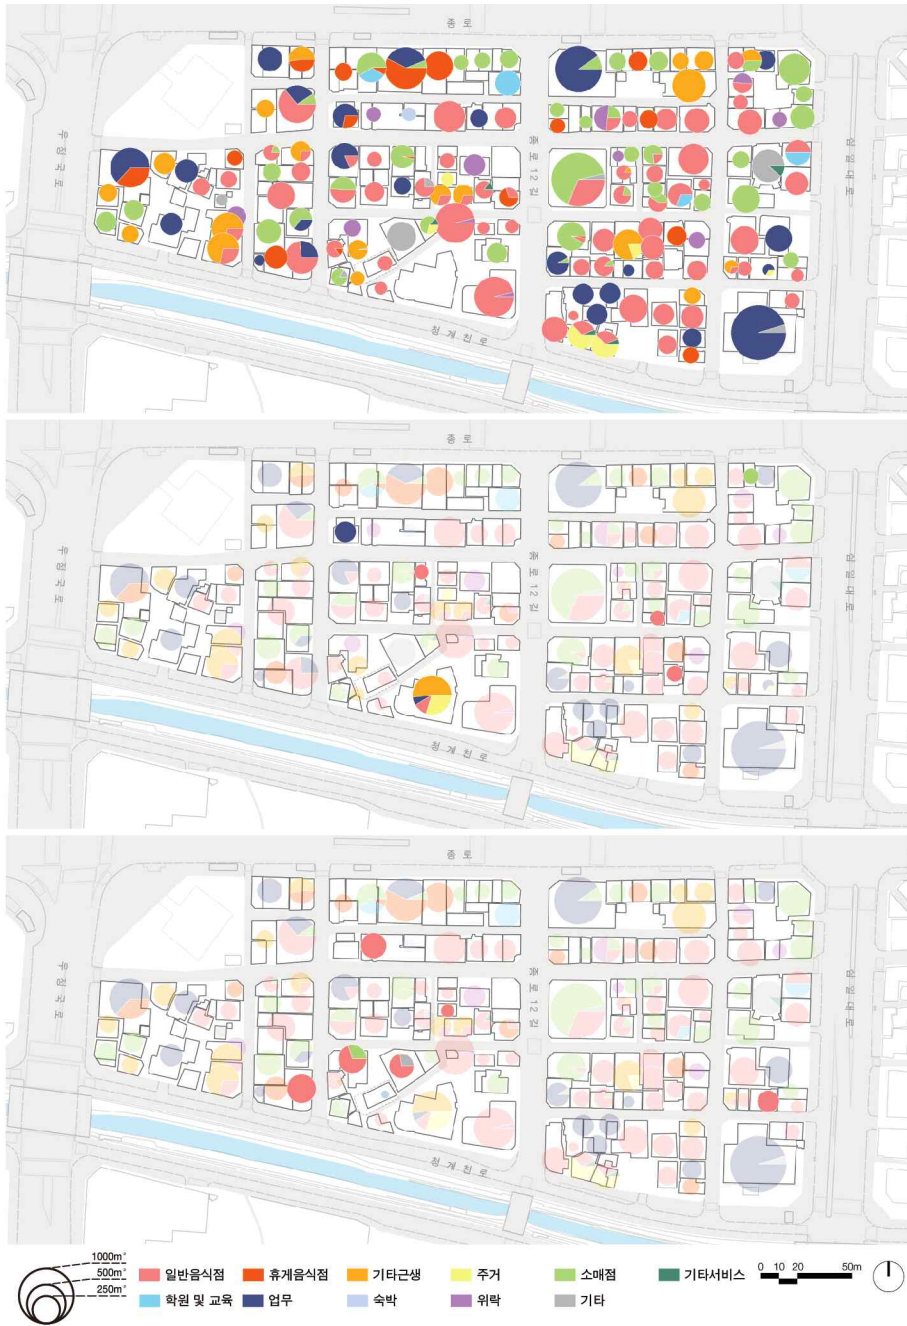 종로
우정국로
종로12길
삼일대로
청계천로
종로
우정국로
종로12길
삼일대로
청계천로
종로
우정국로
종로12길
삼일대로
청계천로
1000m²
500m²
250m²
일반음식점 휴게음식점 기타근생 주거 소매점 기타서비스
학원 및 교육 업무 숙박 위락 기타
0 10 20 50m